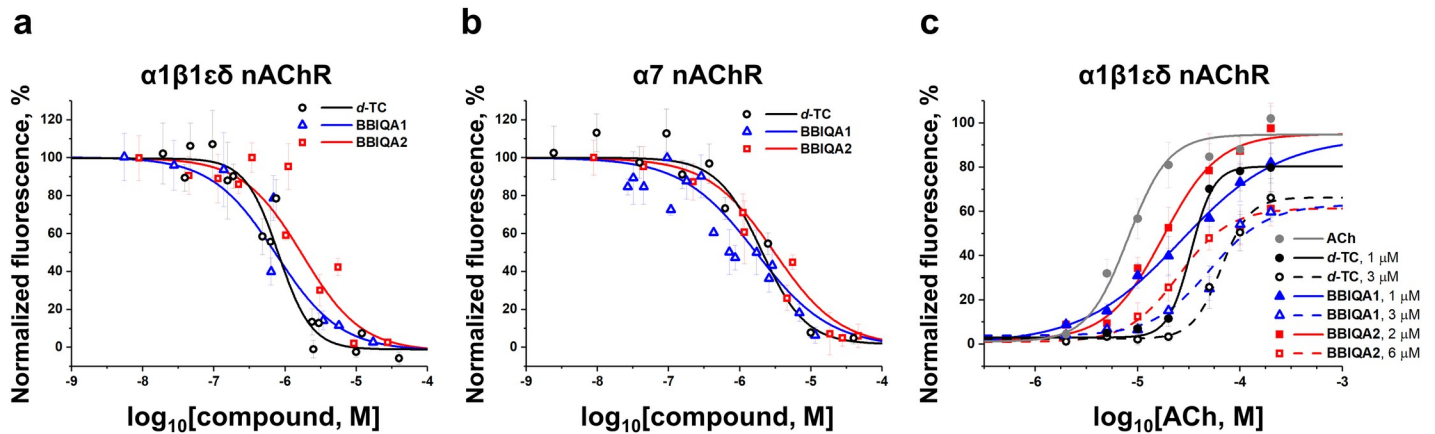 a
α1β1εδ nAChR
Normalized fluorescence, %
120
100
80
60
40
20
0
-9
-8
-7
-6
-5
-4
log10[compound, M]
d-TC
BBIQA1
BBIQA2
b
α7 nAChR
Normalized fluorescence, %
120
100
80
60
40
20
0
-9
-8
-7
-6
-5
-4
log10[compound, M]
d-TC
BBIQA1
BBIQA2
c
α1β1εδ nAChR
Normalized fluorescence, %
100
80
60
40
20
0
-6
-5
-4
-3
log10[ACh, M]
ACh
d-TC, 1 μM
d-TC, 3 μM
BBIQA1, 1 μM
BBIQA1, 3 μM
BBIQA2, 2 μM
BBIQA2, 6 μM